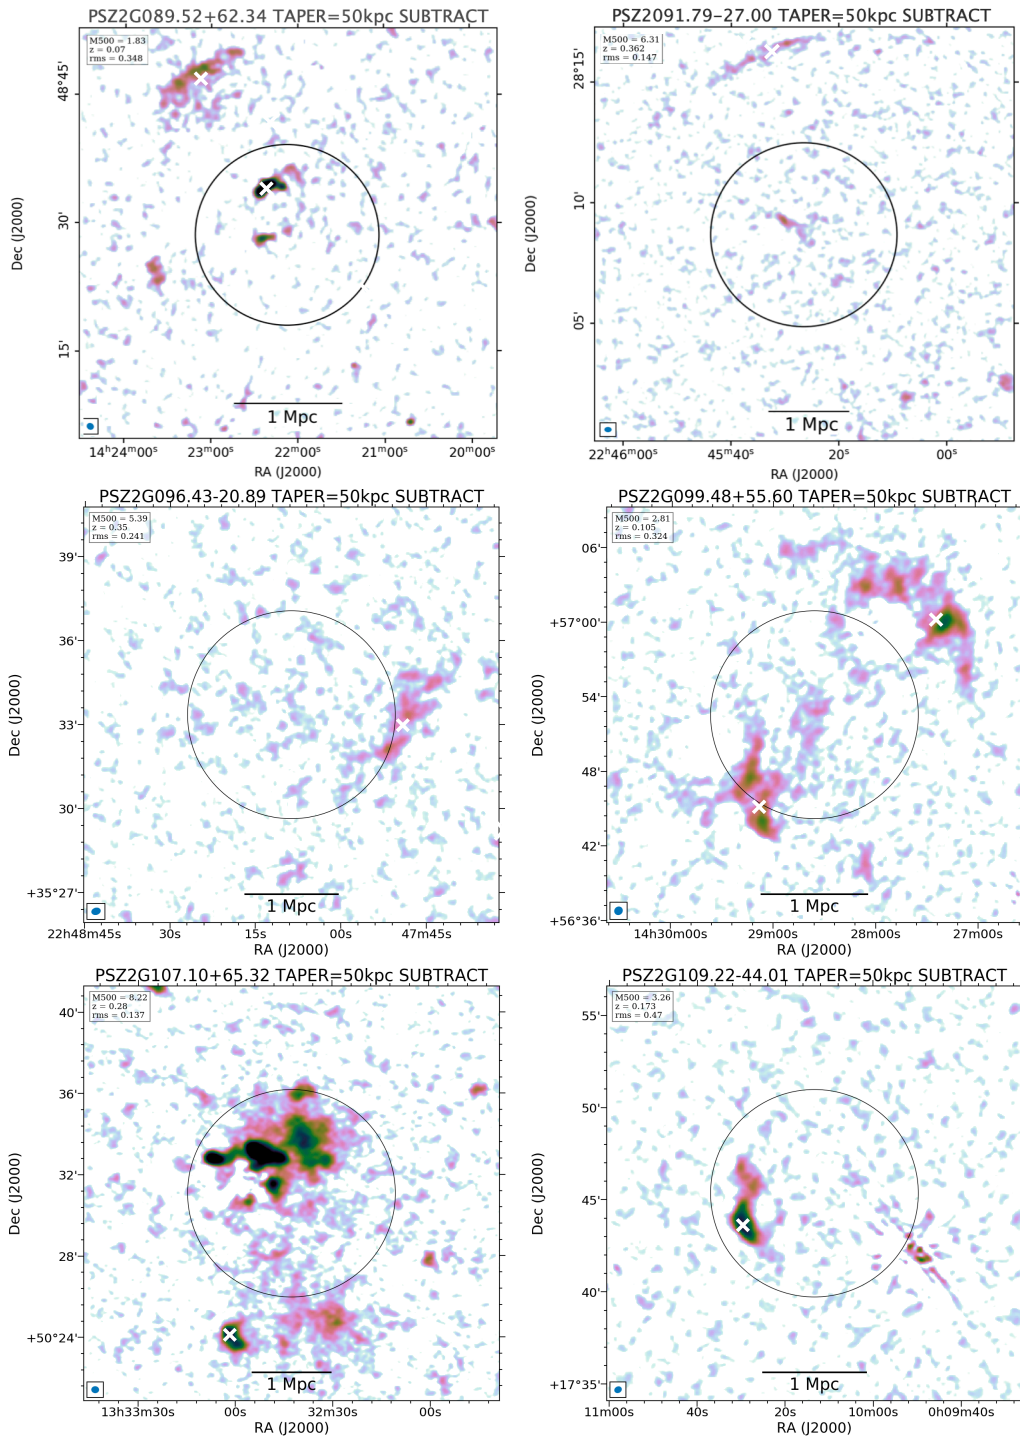 PSZ2G089.52+62.34 TAPER=50kpc SUBTRACT
M500 = 1.83
z = 0.07
rms = 0.348
48°45'
30'
15'
Dec (J2000)
1 Mpc
14ʰ24ᵐ00ˢ 23ᵐ00ˢ 22ᵐ00ˢ 21ᵐ00ˢ 20ᵐ00ˢ
RA (J2000)
PSZ2091.79−27.00 TAPER=50kpc SUBTRACT
M500 = 6.31
z = 0.362
rms = 0.147
28°15'
10'
05'
Dec (J2000)
1 Mpc
22ʰ46ᵐ00ˢ 45ᵐ40ˢ 20ˢ 00ˢ
RA (J2000)
PSZ2G096.43-20.89 TAPER=50kpc SUBTRACT
M500 = 5.39
z = 0.35
rms = 0.241
39'
36'
33'
30'
+35°27'
Dec (J2000)
1 Mpc
22h48m45s 30s 15s 00s 47m45s
RA (J2000)
PSZ2G099.48+55.60 TAPER=50kpc SUBTRACT
M500 = 2.81
z = 0.105
rms = 0.324
06'
+57°00'
54'
48'
42'
+56°36'
Dec (J2000)
1 Mpc
14h30m00s 29m00s 28m00s 27m00s
RA (J2000)
PSZ2G107.10+65.32 TAPER=50kpc SUBTRACT
M500 = 8.22
z = 0.28
rms = 0.137
40'
36'
32'
28'
+50°24'
Dec (J2000)
1 Mpc
13h33m30s 00s 32m30s 00s
RA (J2000)
PSZ2G109.22-44.01 TAPER=50kpc SUBTRACT
M500 = 3.26
z = 0.173
rms = 0.47
55'
50'
45'
40'
+17°35'
Dec (J2000)
1 Mpc
11m00s 40s 20s 10m00s 0h09m40s
RA (J2000)